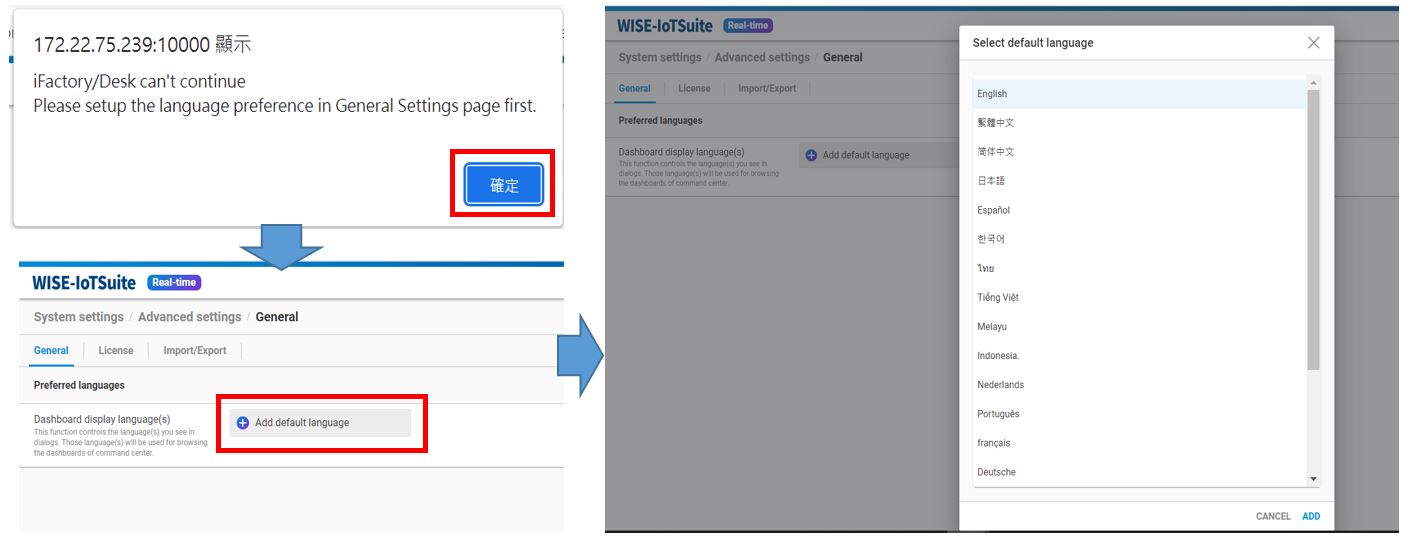 172.22.75.239:10000 顯示
iFactory/Desk can't continue
Please setup the language preference in General Settings page first.
確定
WISE-IoTSuite Real-time
System settings / Advanced settings / General
General License Import/Export
Preferred languages
Dashboard display language(s)
This function controls the language(s) you see in
dialogs. Those language(s) will be used for browsing
the dashboards of command center.
Add default language
WISE-IoTSuite Real-time
System settings / Advanced settings / General
General License Import/Export
Preferred languages
Dashboard display language(s)
This function controls the language(s) you see in
dialogs. Those language(s) will be used for browsing
the dashboards of command center.
Add default language
Select default language
English
繁體中文
简体中文
日本語
Español
한국어
ไทย
Tiếng Việt
Melayu
Indonesia.
Nederlands
Português
français
Deutsche
CANCEL ADD